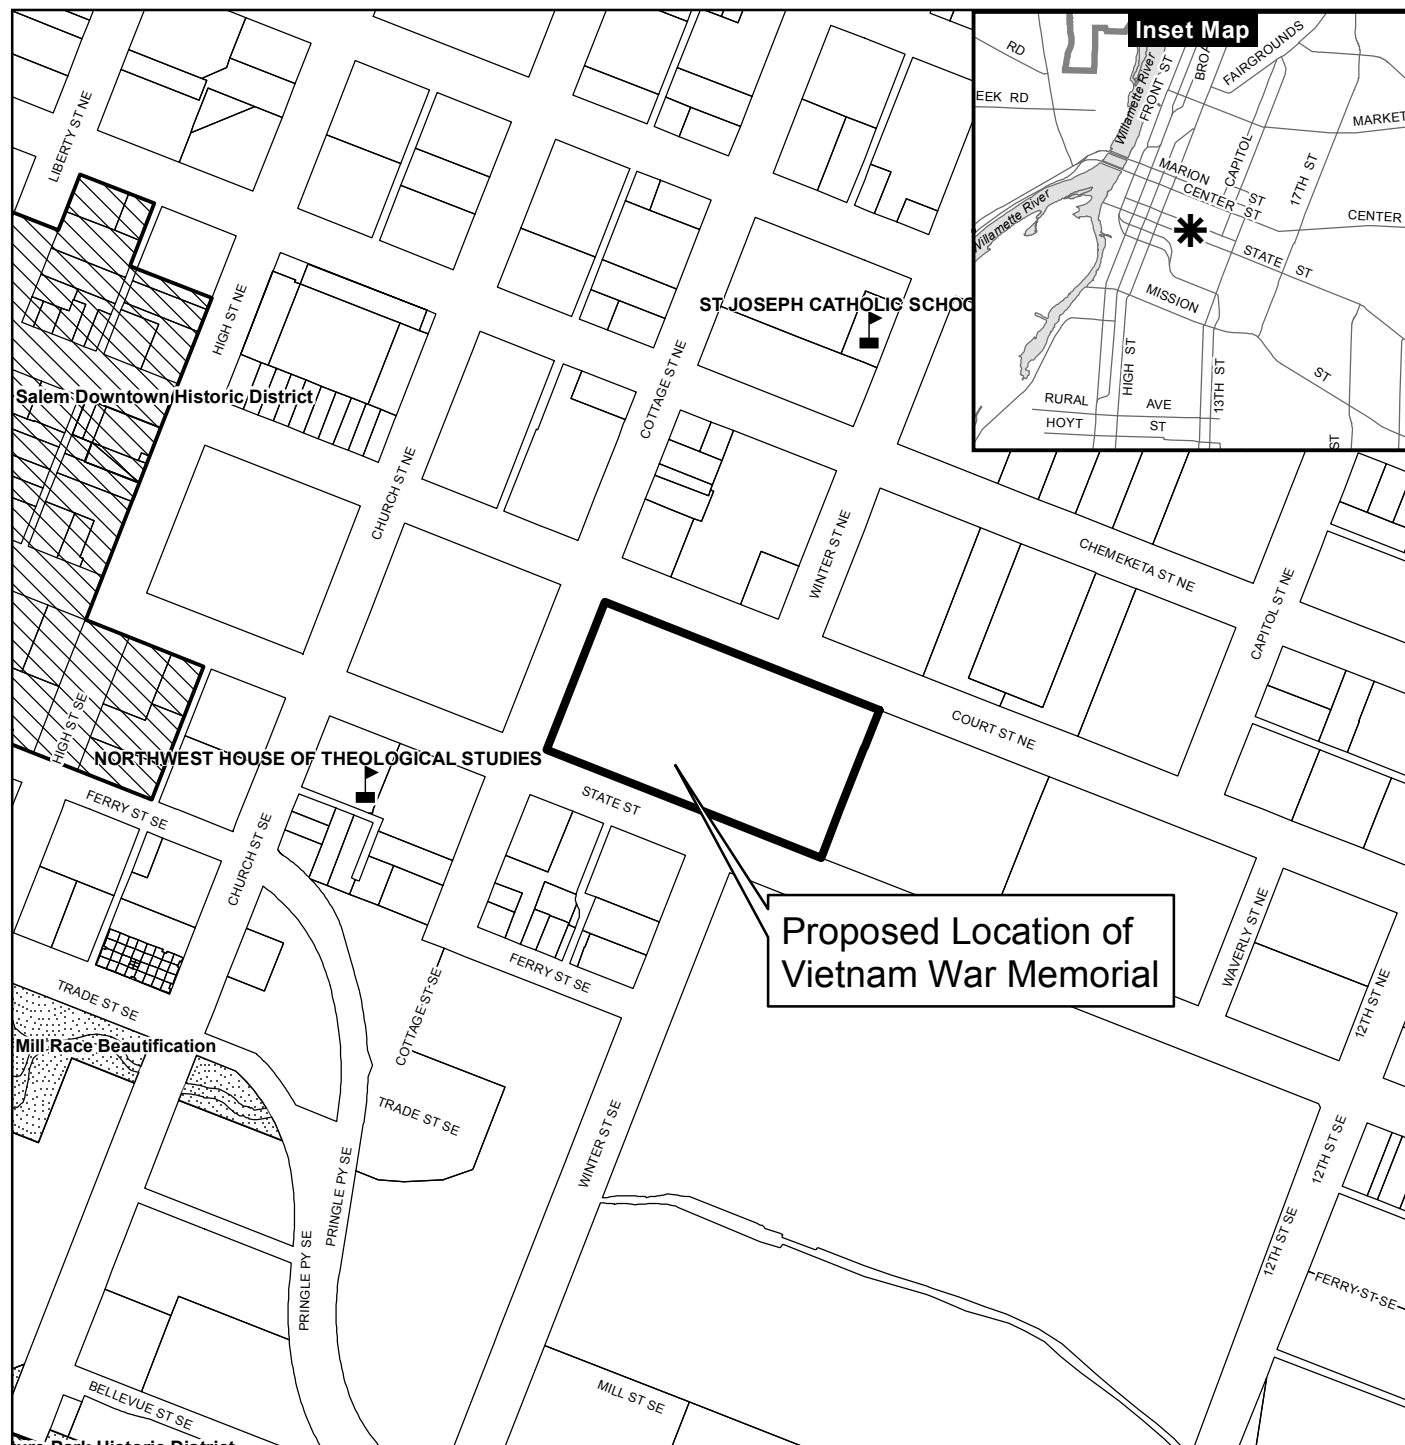 Inset Map
RD
EEK RD
Willamette River
FRONT ST
BROA
FAIRGROUNDS
MARKET
CAPITOL
ST
17TH ST
MARION
ST
CENTER ST
CENTER
Willamette River
STATE ST
MISSION
ST
HIGH ST
13TH ST
RURAL AVE
HOYT ST
ST
LIBERTY ST NE
HIGH ST NE
ST JOSEPH CATHOLIC SCHOO
COTTAGE ST NE
Salem Downtown Historic District
CHURCH ST NE
WINTER ST NE
CHEMEKETA ST NE
CAPITOL ST NE
COURT ST NE
HIGH ST SE
NORTHWEST HOUSE OF THEOLOGICAL STUDIES
STATE ST
FERRY ST SE
CHURCH ST SE
Proposed Location of
Vietnam War Memorial
WAVERLY ST NE
12TH ST NE
FERRY ST SE
TRADE ST SE
COTTAGE ST SE
Mill Race Beautification
TRADE ST SE
WINTER ST SE
12TH ST SE
12TH ST SE
PRINGLE PY SE
PRINGLE PY SE
FERRY ST SE
BELLEVUE ST SE
MILL ST SE
Park Historic District